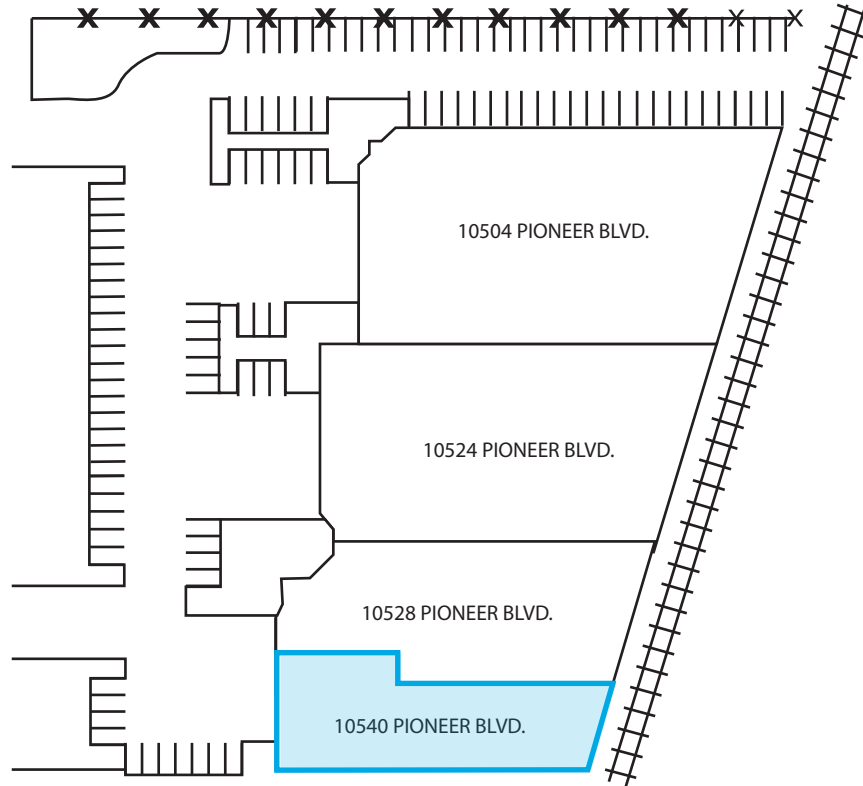 10504 PIONEER BLVD.
10524 PIONEER BLVD.
10528 PIONEER BLVD.
10540 PIONEER BLVD.